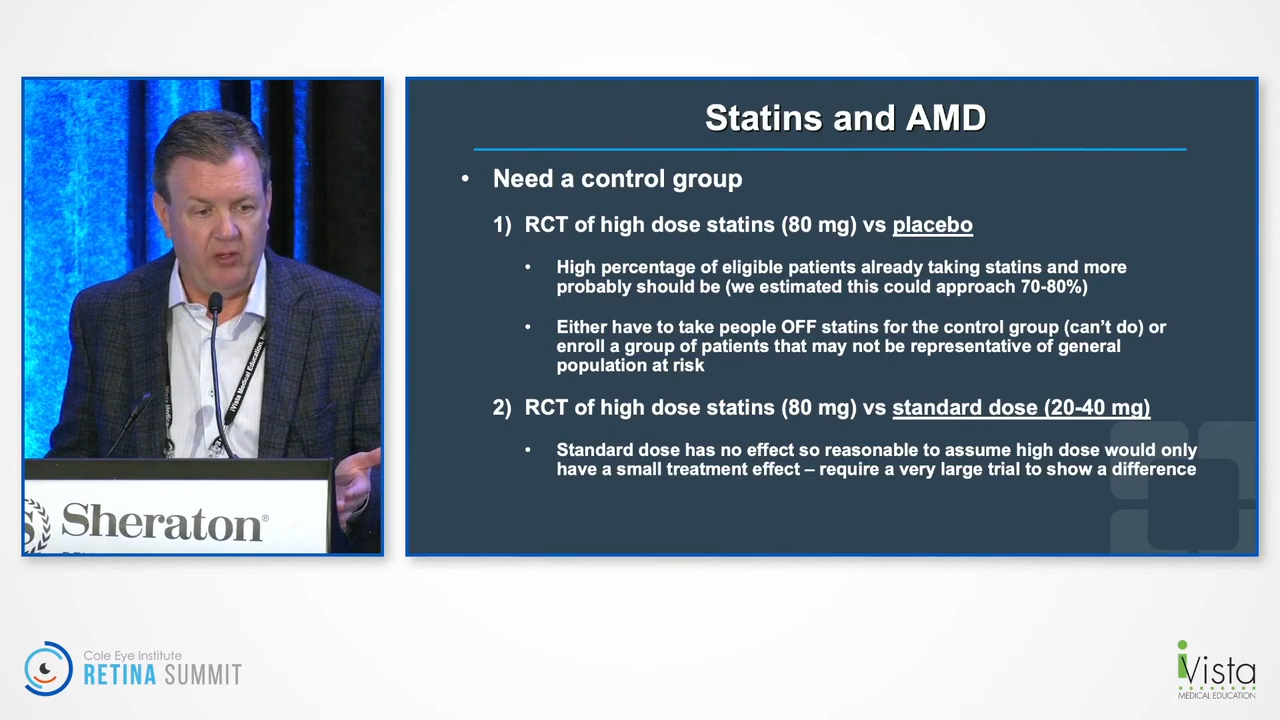 Statins and AMD
• Need a control group
1) RCT of high dose statins (80 mg) vs placebo
• High percentage of eligible patients already taking statins and more
probably should be (we estimated this could approach 70-80%)
• Either have to take people OFF statins for the control group (can’t do) or
enroll a group of patients that may not be representative of general
population at risk
2) RCT of high dose statins (80 mg) vs standard dose (20-40 mg)
• Standard dose has no effect so reasonable to assume high dose would only
have a small treatment effect – require a very large trial to show a difference
iVista Medical Education
Sheraton®
Cole Eye Institute
RETINA SUMMIT
iVista
MEDICAL EDUCATION